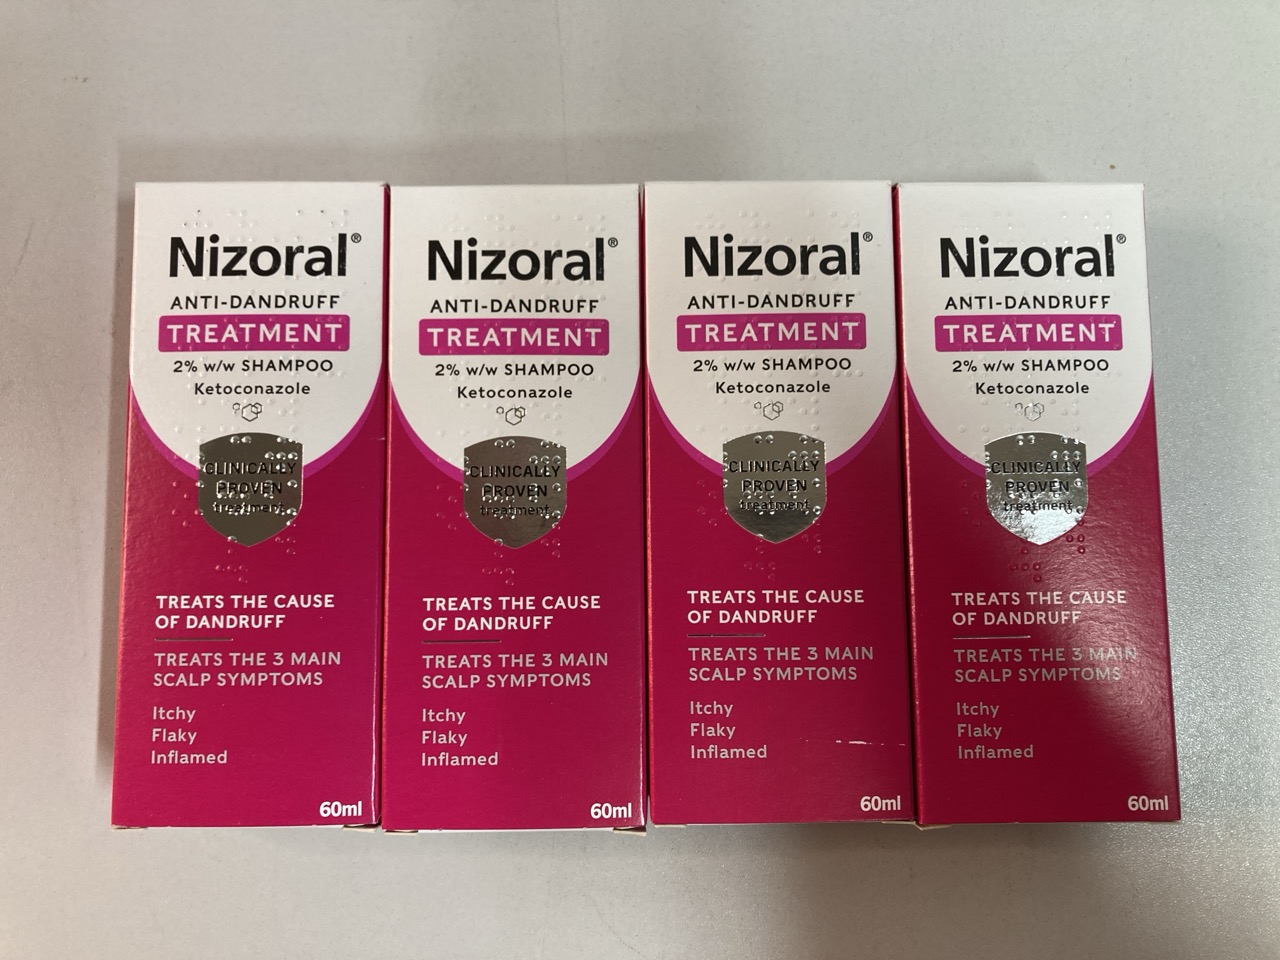 Nizoral®
ANTI-DANDRUFF
TREATMENT
2% w/w SHAMPOO
Ketoconazole
CLINICALLY
PROVEN
treatment
TREATS THE CAUSE
OF DANDRUFF
TREATS THE 3 MAIN
SCALP SYMPTOMS
Itchy
Flaky
Inflamed
60ml
Nizoral®
ANTI-DANDRUFF
TREATMENT
2% w/w SHAMPOO
Ketoconazole
CLINICALLY
PROVEN
treatment
TREATS THE CAUSE
OF DANDRUFF
TREATS THE 3 MAIN
SCALP SYMPTOMS
Itchy
Flaky
Inflamed
60ml
Nizoral®
ANTI-DANDRUFF
TREATMENT
2% w/w SHAMPOO
Ketoconazole
CLINICALLY
PROVEN
treatment
TREATS THE CAUSE
OF DANDRUFF
TREATS THE 3 MAIN
SCALP SYMPTOMS
Itchy
Flaky
Inflamed
60ml
Nizoral®
ANTI-DANDRUFF
TREATMENT
2% w/w SHAMPOO
Ketoconazole
CLINICALLY
PROVEN
treatment
TREATS THE CAUSE
OF DANDRUFF
TREATS THE 3 MAIN
SCALP SYMPTOMS
Itchy
Flaky
Inflamed
60ml